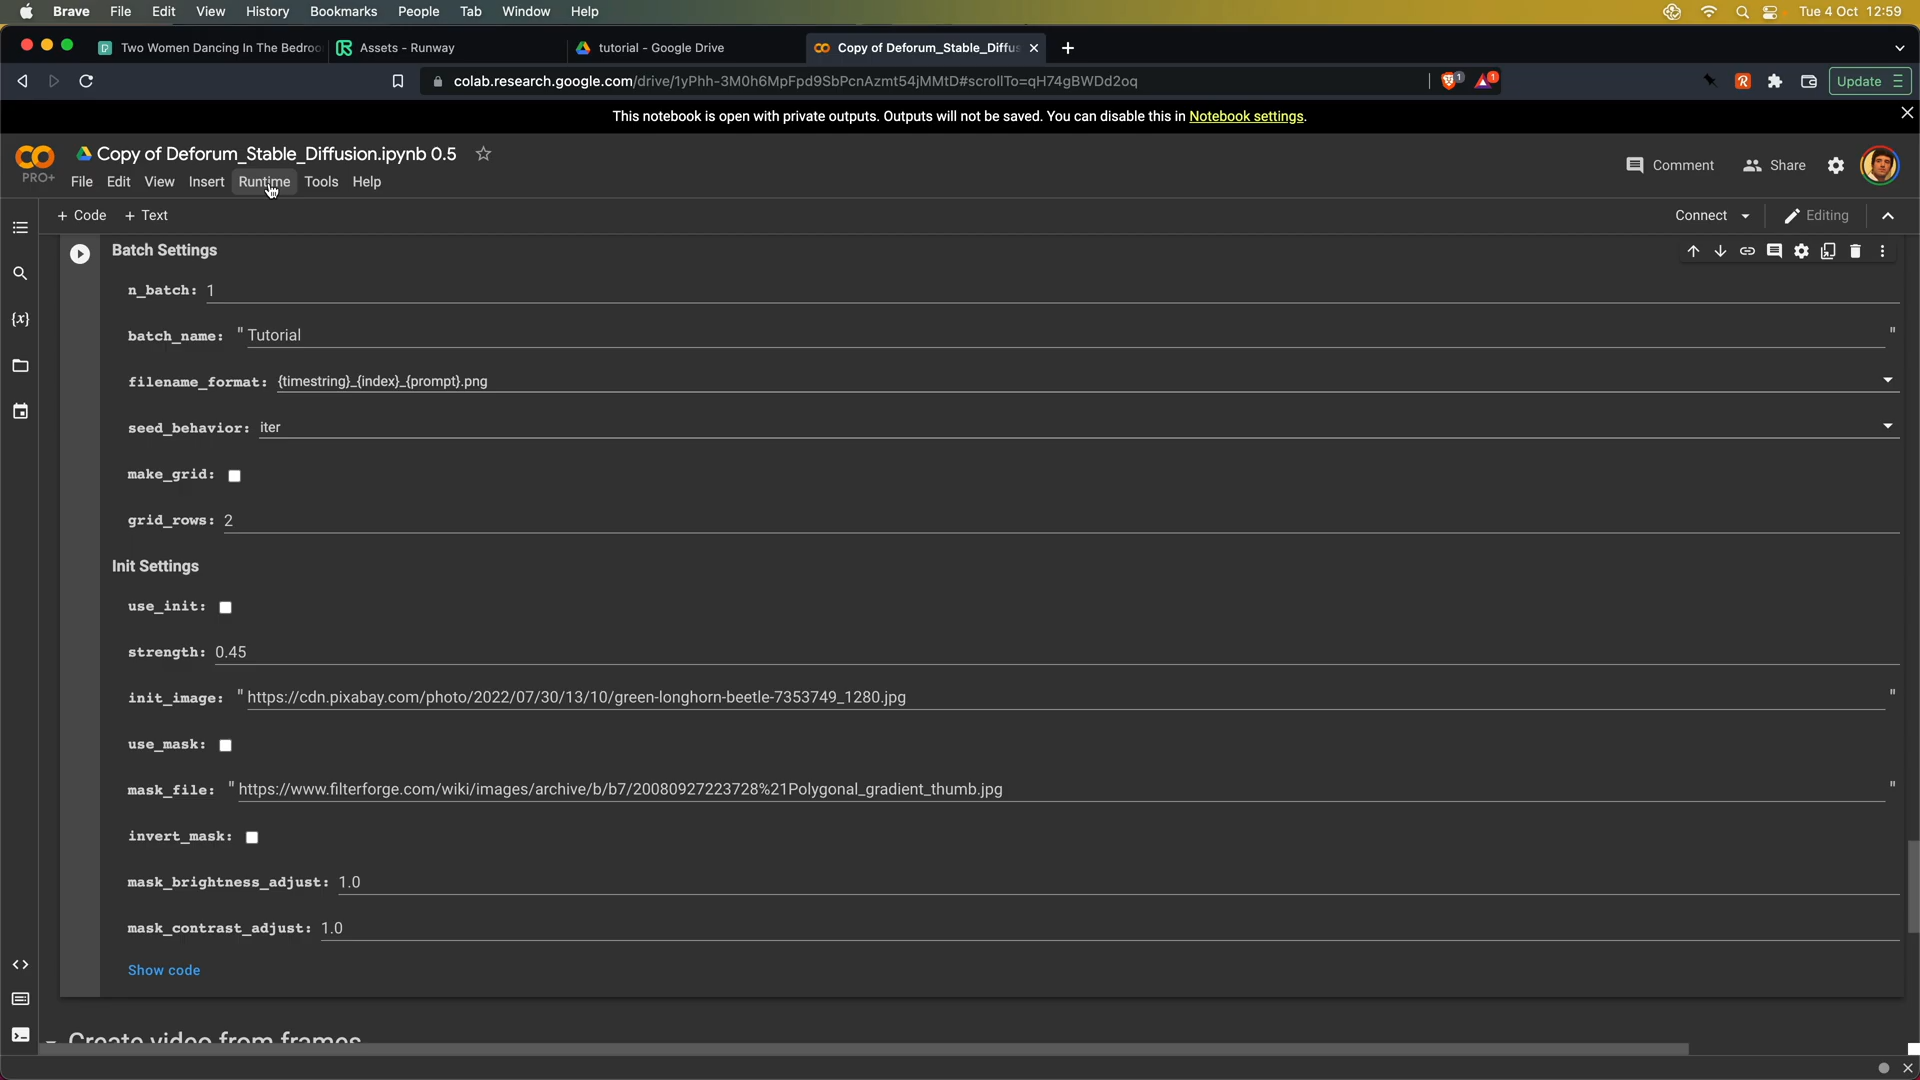 Brave File Edit View History Bookmarks People Tab Window Help Tue 4 Oct 12:59
Two Women Dancing In The Bedroo Assets - Runway tutorial - Google Drive Copy of Deforum_Stable_Diffus
colab.research.google.com/drive/1yPhh-3M0h6MpFpd9SbPcnAzmt54jMMtD#scrollTo=qH74gBWDd2oq 1 1 Update
This notebook is open with private outputs. Outputs will not be saved. You can disable this in Notebook settings.
Copy of Deforum_Stable_Diffusion.ipynb 0.5
PRO+ File Edit View Insert Runtime Tools Help Comment Share
+ Code + Text Connect Editing
Batch Settings
n_batch: 1
batch_name: " Tutorial "
filename_format: {timestring}_{index}_{prompt}.png
seed_behavior: iter
make_grid:
grid_rows: 2
Init Settings
use_init:
strength: 0.45
init_image: " https://cdn.pixabay.com/photo/2022/07/30/13/10/green-longhorn-beetle-7353749_1280.jpg "
use_mask:
mask_file: " https://www.filterforge.com/wiki/images/archive/b/b7/20080927223728%21Polygonal_gradient_thumb.jpg "
invert_mask:
mask_brightness_adjust: 1.0
mask_contrast_adjust: 1.0
Show code
Create video from frames